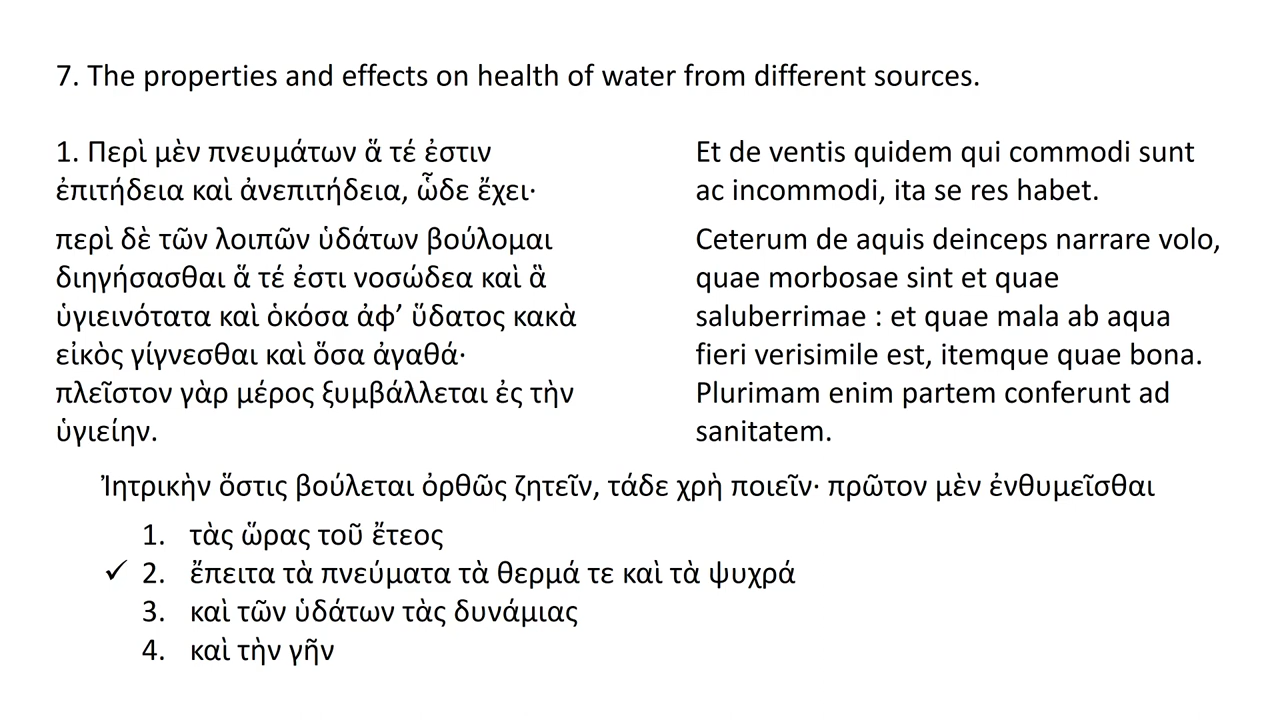 7. The properties and effects on health of water from different sources.
1. Περὶ μὲν πνευμάτων ἅ τέ ἐστιν
ἐπιτήδεια καὶ ἀνεπιτήδεια, ὧδε ἔχει·
περὶ δὲ τῶν λοιπῶν ὑδάτων βούλομαι
διηγήσασθαι ἅ τέ ἐστι νοσώδεα καὶ ἃ
ὑγιεινότατα καὶ ὁκόσα ἀφ’ ὕδατος κακὰ
εἰκὸς γίγνεσθαι καὶ ὅσα ἀγαθά·
πλεῖστον γὰρ μέρος ξυμβάλλεται ἐς τὴν
ὑγιείην.
Et de ventis quidem qui commodi sunt
ac incommodi, ita se res habet.
Ceterum de aquis deinceps narrare volo,
quae morbosae sint et quae
saluberrimae : et quae mala ab aqua
fieri verisimile est, itemque quae bona.
Plurimam enim partem conferunt ad
sanitatem.
Ἰητρικὴν ὅστις βούλεται ὀρθῶς ζητεῖν, τάδε χρὴ ποιεῖν· πρῶτον μὲν ἐνθυμεῖσθαι
1. τὰς ὥρας τοῦ ἔτεος
✓ 2. ἔπειτα τὰ πνεύματα τὰ θερμά τε καὶ τὰ ψυχρά
3. καὶ τῶν ὑδάτων τὰς δυνάμιας
4. καὶ τὴν γῆν